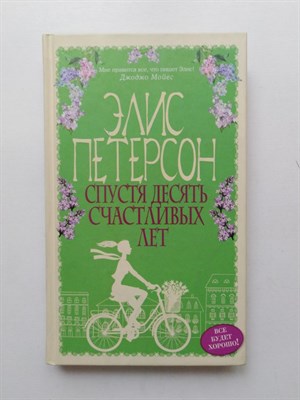 Мне нравится все, что пишет Элис!
Джоджо Мойес
ЭЛИС
ПЕТЕРСОН
СПУСТЯ ДЕСЯТЬ
СЧАСТЛИВЫХ
ЛЕТ
ВСЕ
БУДЕТ
ХОРОШО!